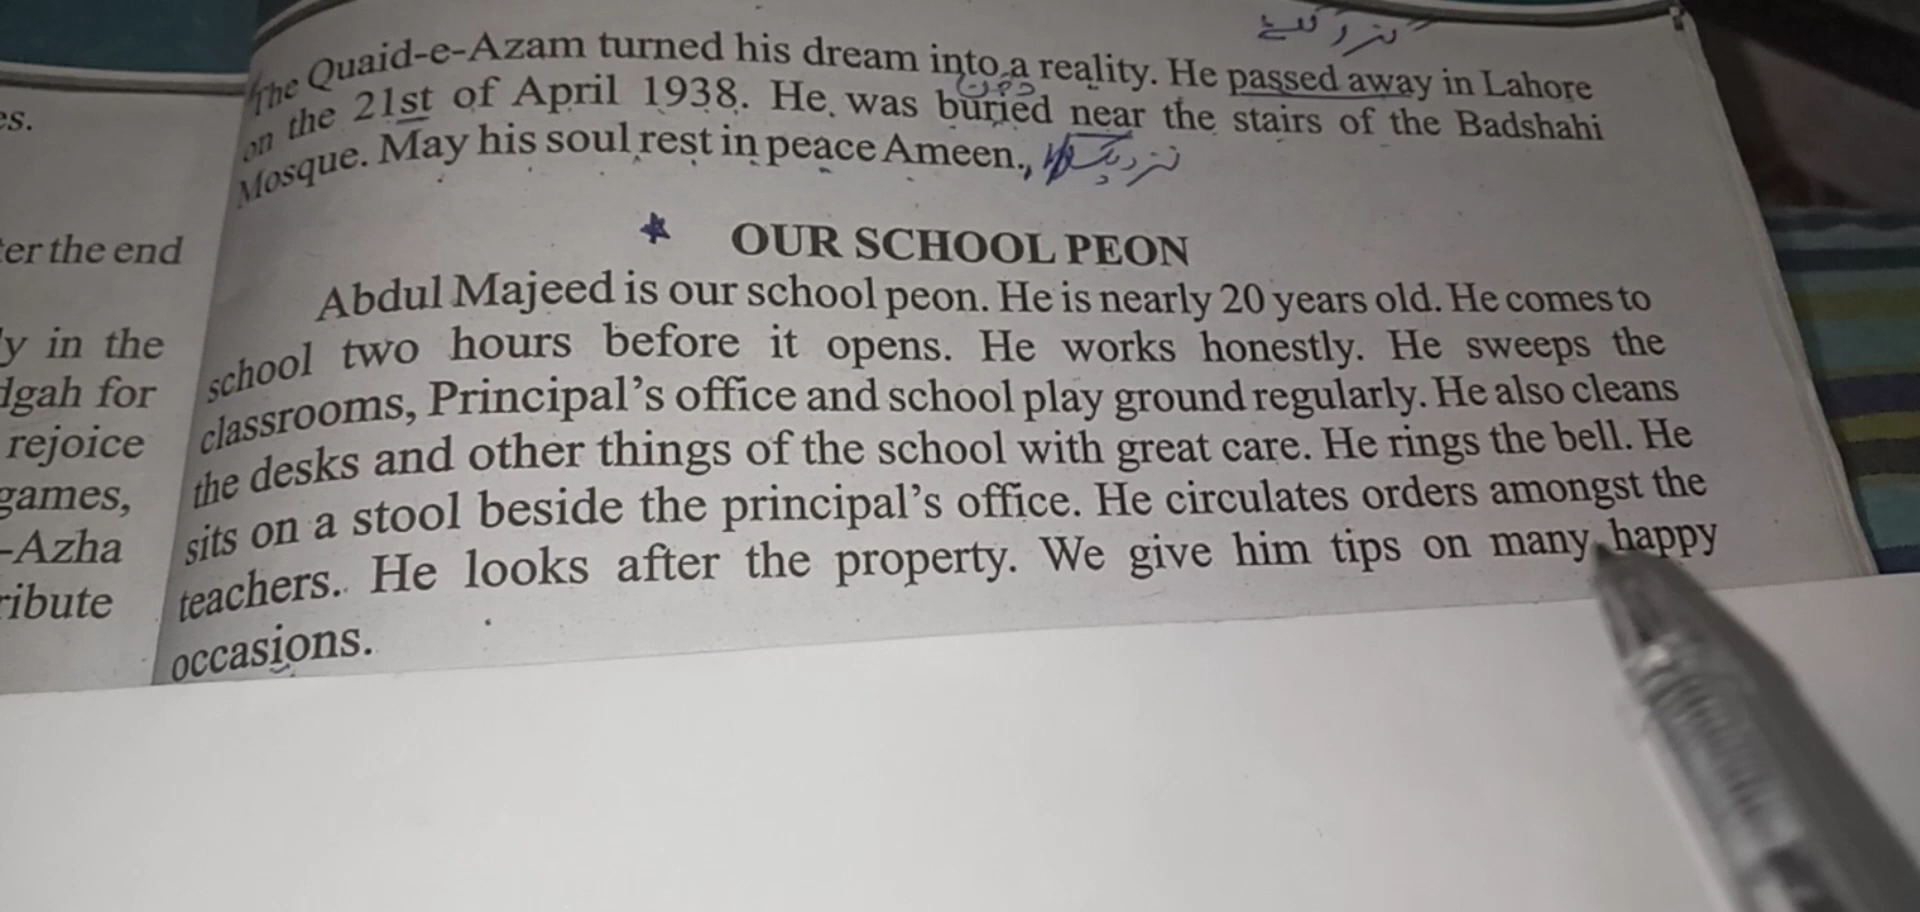 es.
er the end
y in the
dgah for
rejoice
games,
-Azha
ribute
گزر گئے
The Quaid-e-Azam turned his dream into a reality. He passed away in Lahore
دفن
on the 21st of April 1938. He was buried near the stairs of the Badshahi
Mosque. May his soul rest in peace Ameen.
نزدیک
OUR SCHOOL PEON
Abdul Majeed is our school peon. He is nearly 20 years old. He comes to
school two hours before it opens. He works honestly. He sweeps the
classrooms, Principal's office and school play ground regularly. He also cleans
the desks and other things of the school with great care. He rings the bell. He
sits on a stool beside the principal's office. He circulates orders amongst the
teachers. He looks after the property. We give him tips on many happy
occasions.